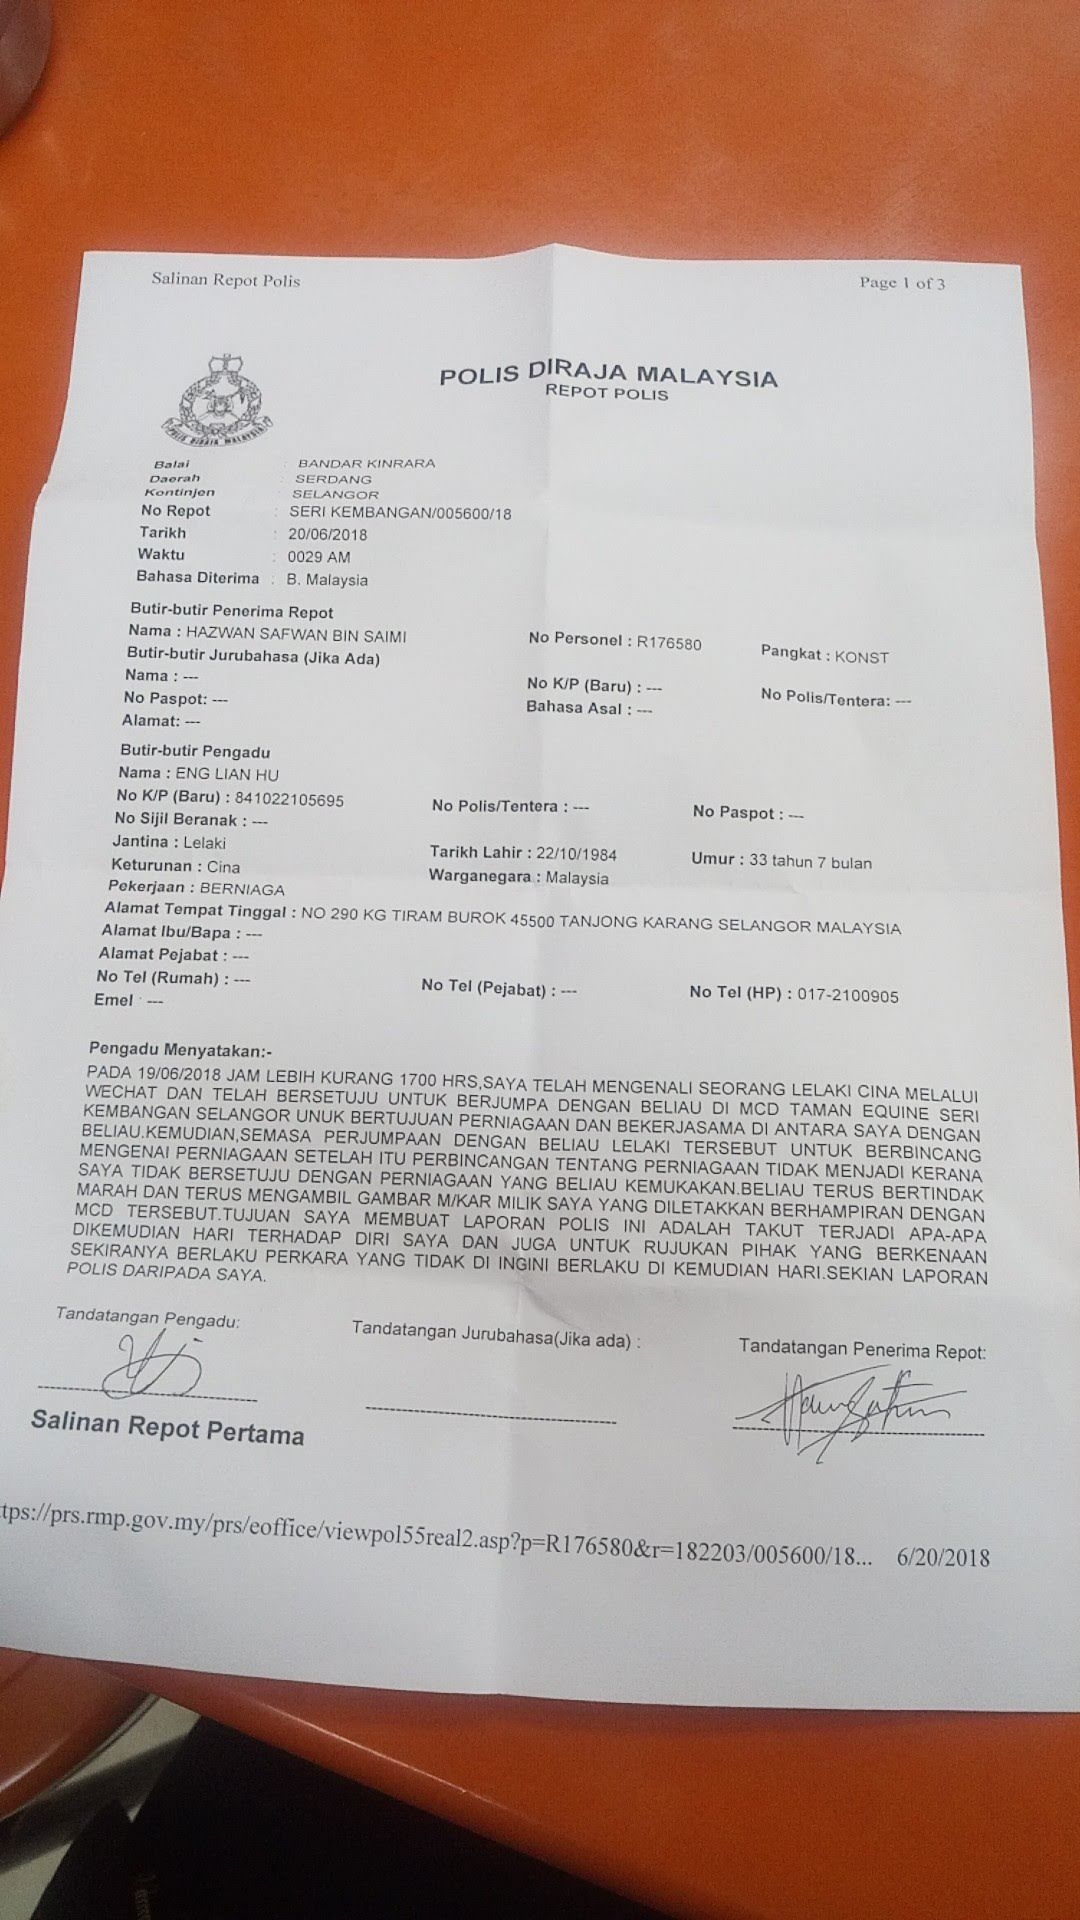 Salinan Repot Polis
Page 1 of 3
POLIS DIRAJA MALAYSIA
REPOT POLIS
POLIS DIRAJA MALAYSIA
Balai : BANDAR KINRARA
Daerah : SERDANG
Kontinjen : SELANGOR
No Repot : SERI KEMBANGAN/005600/18
Tarikh : 20/06/2018
Waktu : 0029 AM
Bahasa Diterima : B. Malaysia
Butir-butir Penerima Repot
Nama : HAZWAN SAFWAN BIN SAIMI No Personel : R176580 Pangkat : KONST
Butir-butir Jurubahasa (Jika Ada)
Nama : --- No K/P (Baru) : --- No Polis/Tentera: ---
No Paspot: --- Bahasa Asal : ---
Alamat: ---
Butir-butir Pengadu
Nama : ENG LIAN HU
No K/P (Baru) : 841022105695 No Polis/Tentera : --- No Paspot : ---
No Sijil Beranak : ---
Jantina : Lelaki Tarikh Lahir : 22/10/1984 Umur : 33 tahun 7 bulan
Keturunan : Cina Warganegara : Malaysia
Pekerjaan : BERNIAGA
Alamat Tempat Tinggal : NO 290 KG TIRAM BUROK 45500 TANJONG KARANG SELANGOR MALAYSIA
Alamat Ibu/Bapa : ---
Alamat Pejabat : ---
No Tel (Rumah) : --- No Tel (Pejabat) : --- No Tel (HP) : 017-2100905
Emel : ---
Pengadu Menyatakan:-
PADA 19/06/2018 JAM LEBIH KURANG 1700 HRS,SAYA TELAH MENGENALI SEORANG LELAKI CINA MELALUI
WECHAT DAN TELAH BERSETUJU UNTUK BERJUMPA DENGAN BELIAU DI MCD TAMAN EQUINE SERI
KEMBANGAN SELANGOR UNUK BERTUJUAN PERNIAGAAN DAN BEKERJASAMA DI ANTARA SAYA DENGAN
BELIAU.KEMUDIAN,SEMASA PERJUMPAAN DENGAN BELIAU LELAKI TERSEBUT UNTUK BERBINCANG
MENGENAI PERNIAGAAN SETELAH ITU PERBINCANGAN TENTANG PERNIAGAAN TIDAK MENJADI KERANA
SAYA TIDAK BERSETUJU DENGAN PERNIAGAAN YANG BELIAU KEMUKAKAN.BELIAU TERUS BERTINDAK
MARAH DAN TERUS MENGAMBIL GAMBAR M/KAR MILIK SAYA YANG DILETAKKAN BERHAMPIRAN DENGAN
MCD TERSEBUT.TUJUAN SAYA MEMBUAT LAPORAN POLIS INI ADALAH TAKUT TERJADI APA-APA
DIKEMUDIAN HARI TERHADAP DIRI SAYA DAN JUGA UNTUK RUJUKAN PIHAK YANG BERKENAAN
SEKIRANYA BERLAKU PERKARA YANG TIDAK DI INGINI BERLAKU DI KEMUDIAN HARI.SEKIAN LAPORAN
POLIS DARIPADA SAYA.
Tandatangan Pengadu: Tandatangan Jurubahasa(Jika ada) : Tandatangan Penerima Repot:
Salinan Repot Pertama
ttps://prs.rmp.gov.my/prs/eoffice/viewpol55real2.asp?p=R176580&r=182203/005600/18... 6/20/2018